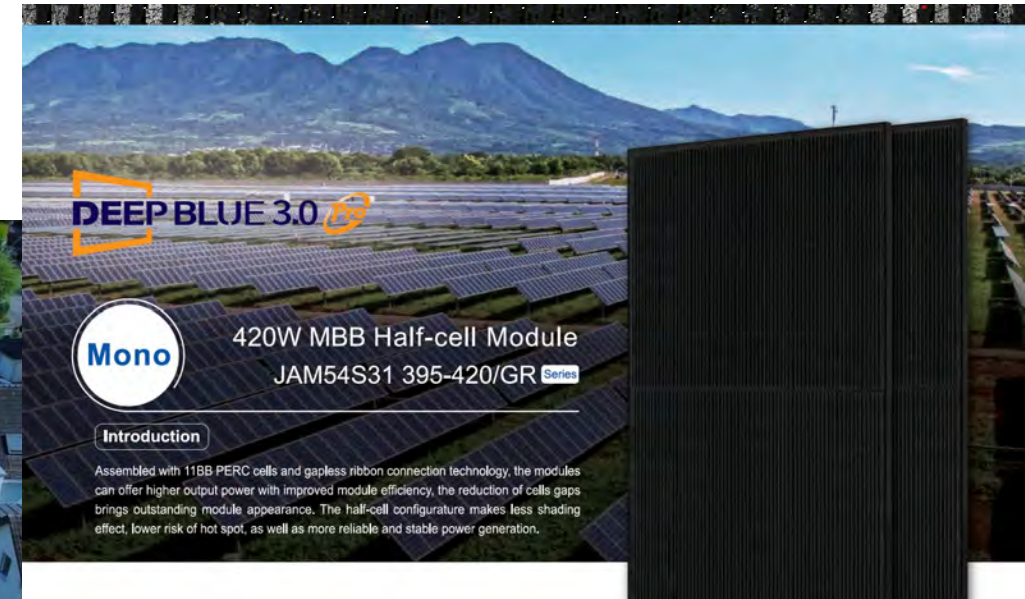 DEEP BLUE 3.0 Pro
Mono
420W MBB Half-cell Module
JAM54S31 395-420/GR Series
Introduction
Assembled with 11BB PERC cells and gapless ribbon connection technology, the modules
can offer higher output power with improved module efficiency, the reduction of cells gaps
brings outstanding module appearance. The half-cell configurature makes less shading
effect, lower risk of hot spot, as well as more reliable and stable power generation.